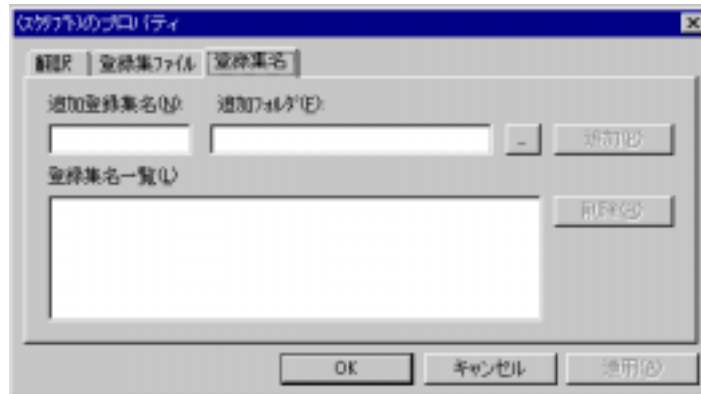 (スクリプト)のプロパティ
翻訳 登録集ファイル 登録集名
追加登録集名(N): 追加フォルダ(F):
... 追加(D)
登録集名一覧(L)
削除(R)
OK キャンセル 適用(A)